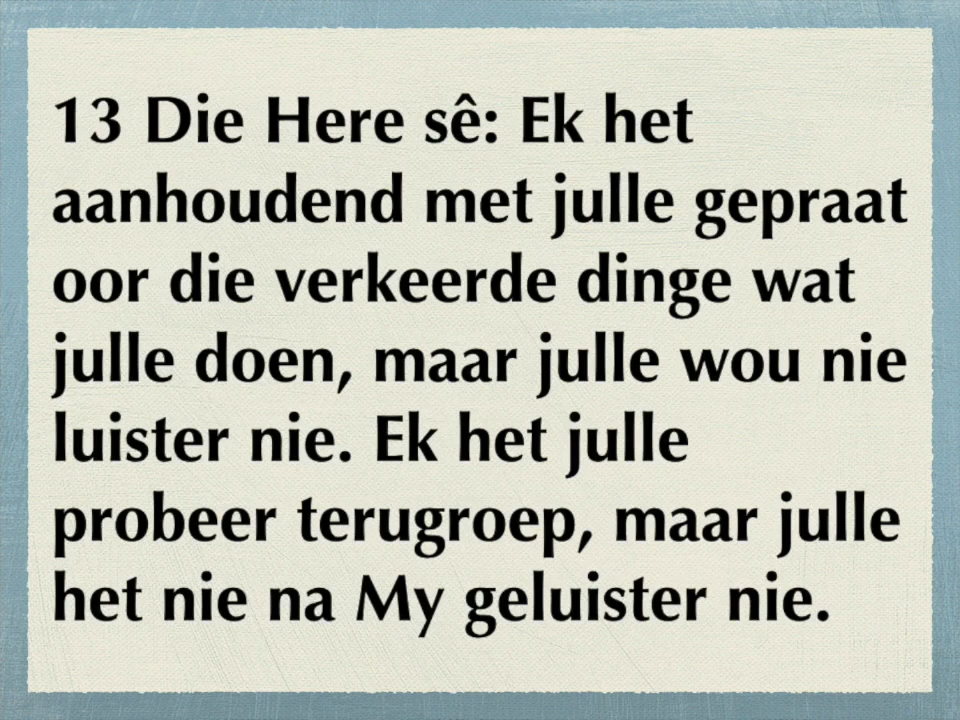 13 Die Here sê: Ek het
aanhoudend met julle gepraat
oor die verkeerde dinge wat
julle doen, maar julle wou nie
luister nie. Ek het julle
probeer terugroep, maar julle
het nie na My geluister nie.